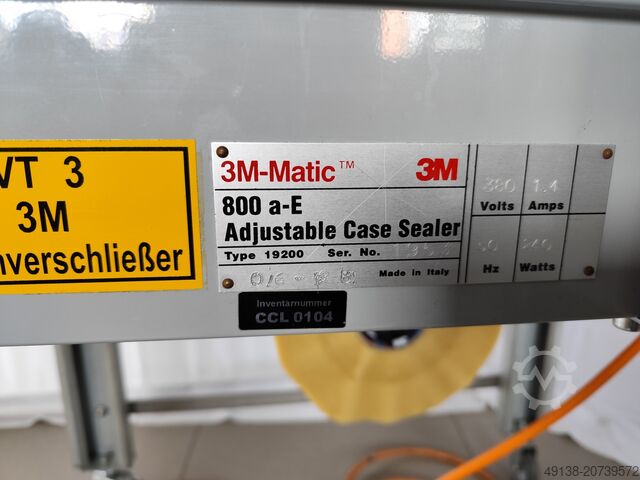 VT 3
3M
nverschließer
3M-Matic™ 3M
800 a-E
Adjustable Case Sealer
Type 19200 Ser. No.
Made in Italy
380 1.4
Volts Amps
50 240
Hz Watts
Inventarnummer
CCL 0104
49138-20739572